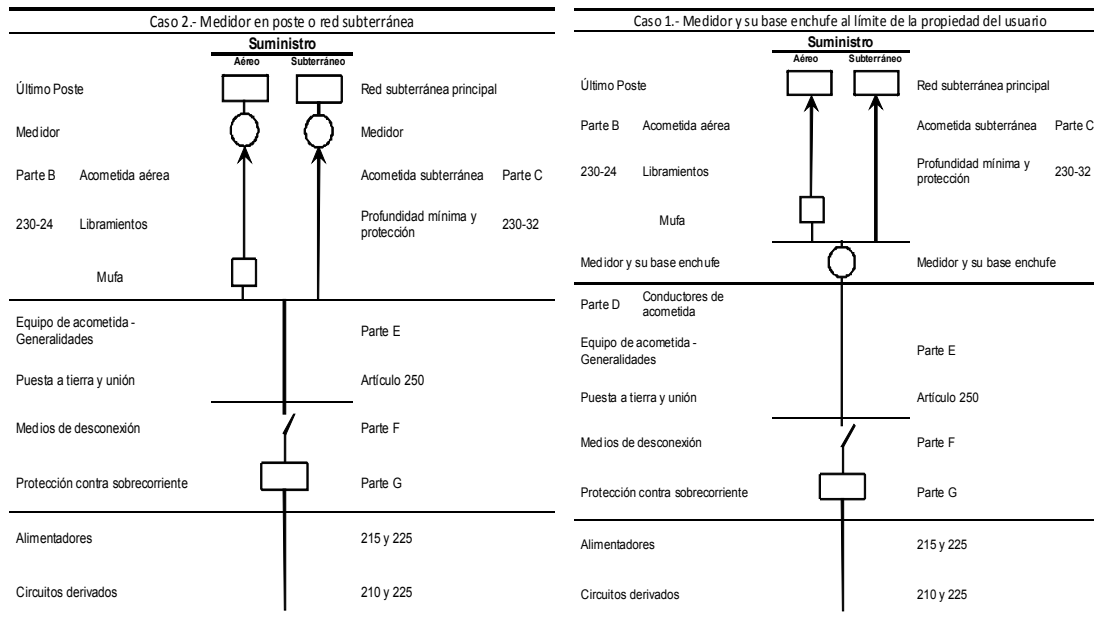 Caso 2.- Medidor en poste o red subterránea
Suministro
Aéreo Subterráneo
Último Poste Red subterránea principal
Medidor Medidor
Parte B Acometida aérea Acometida subterránea Parte C
230-24 Libramientos Profundidad mínima y
protección 230-32
Mufa
Equipo de acometida -
Generalidades Parte E
Puesta a tierra y unión Artículo 250
Medios de desconexión Parte F
Protección contra sobrecorriente Parte G
Alimentadores 215 y 225
Circuitos derivados 210 y 225
Caso 1.- Medidor y su base enchufe al límite de la propiedad del usuario
Suministro
Aéreo Subterráneo
Último Poste Red subterránea principal
Parte B Acometida aérea Acometida subterránea Parte C
230-24 Libramientos Profundidad mínima y
protección 230-32
Mufa
Medidor y su base enchufe Medidor y su base enchufe
Parte D Conductores de
acometida
Equipo de acometida -
Generalidades Parte E
Puesta a tierra y unión Artículo 250
Medios de desconexión Parte F
Protección contra sobrecorriente Parte G
Alimentadores 215 y 225
Circuitos derivados 210 y 225